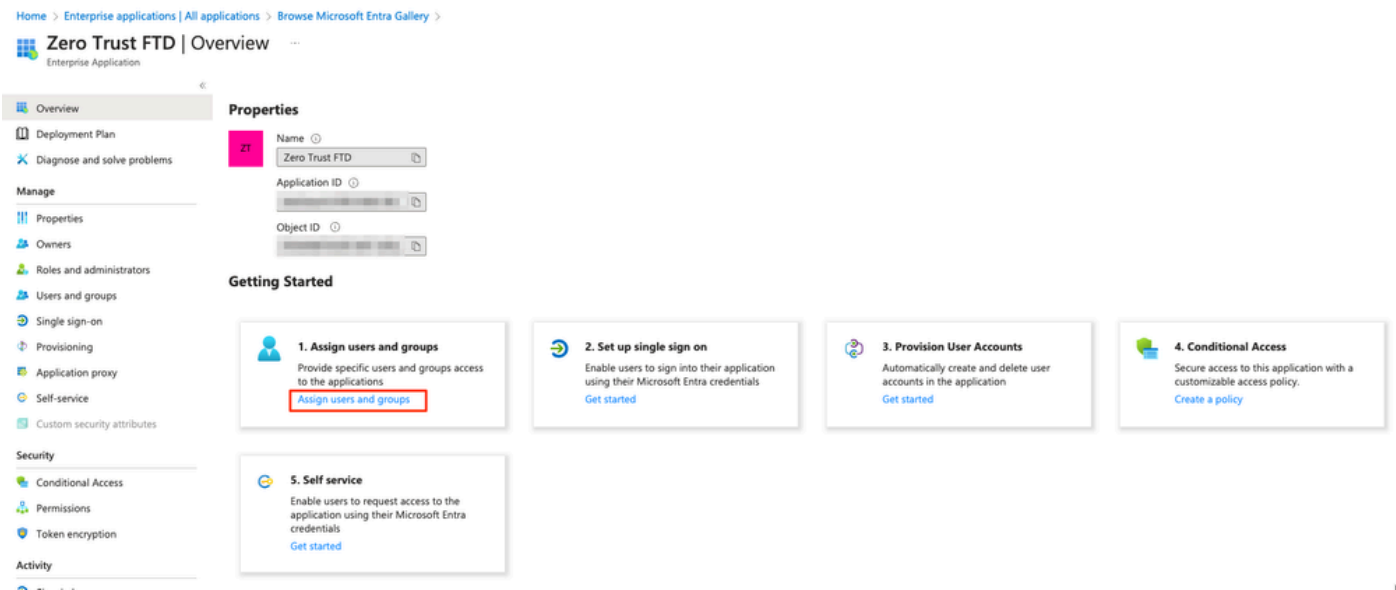 Home > Enterprise applications | All applications > Browse Microsoft Entra Gallery >
Zero Trust FTD | Overview ...
Enterprise Application
«
Overview
Deployment Plan
Diagnose and solve problems
Manage
Properties
Owners
Roles and administrators
Users and groups
Single sign-on
Provisioning
Application proxy
Self-service
Custom security attributes
Security
Conditional Access
Permissions
Token encryption
Activity
Properties
ZT
Name
Zero Trust FTD
Application ID
Object ID
Getting Started
1. Assign users and groups
Provide specific users and groups access
to the applications
Assign users and groups
2. Set up single sign on
Enable users to sign into their application
using their Microsoft Entra credentials
Get started
3. Provision User Accounts
Automatically create and delete user
accounts in the application
Get started
4. Conditional Access
Secure access to this application with a
customizable access policy.
Create a policy
5. Self service
Enable users to request access to the
application using their Microsoft Entra
credentials
Get started